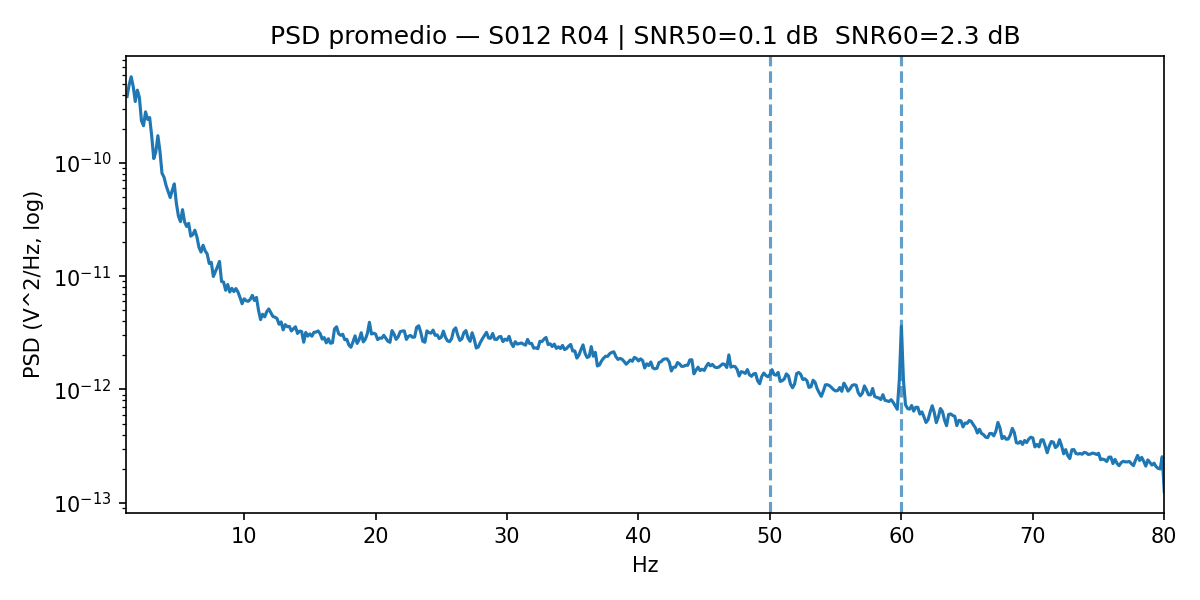 PSD promedio — S012 R04 | SNR50=0.1 dB  SNR60=2.3 dB
PSD (V^2/Hz, log)
10⁻¹⁰
10⁻¹¹
10⁻¹²
10⁻¹³
10 20 30 40 50 60 70 80
Hz